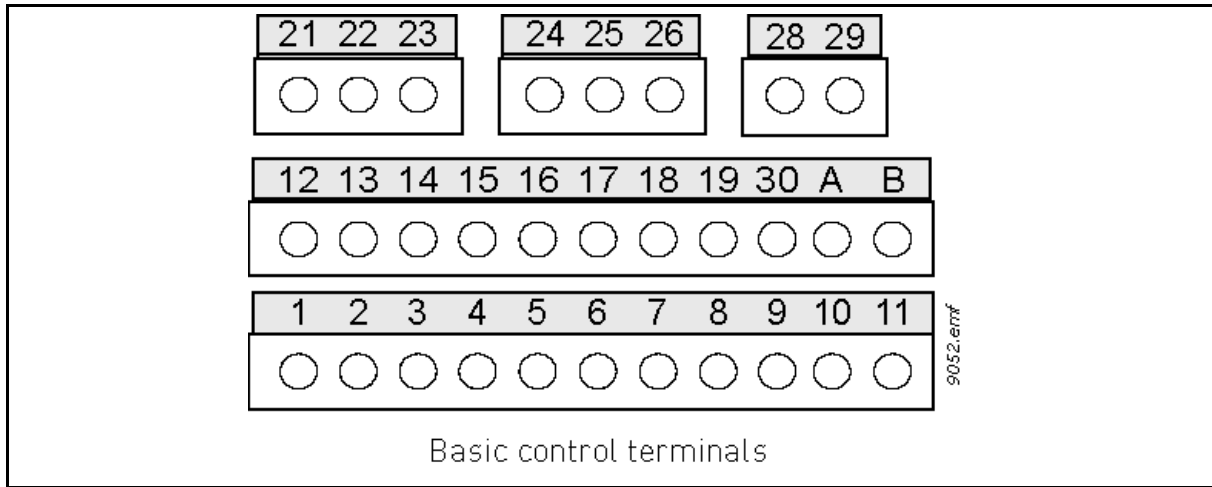 21 22 23 24 25 26 28 29
12 13 14 15 16 17 18 19 30 A B
1 2 3 4 5 6 7 8 9 10 11
9052.emf
Basic control terminals